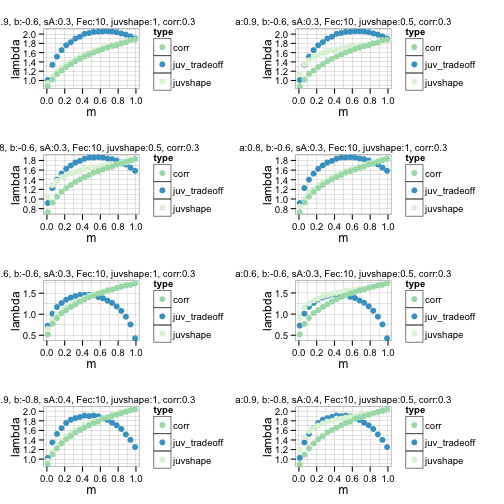 .9, b:-0.6, sA:0.3, Fec:10, juvshape:1, corr:0.3
2.0
1.8
1.6
1.4
1.2
1.0
lambda
0.0 0.2 0.4 0.6 0.8 1.0
m
type
corr
juv_tradeoff
juvshape
a:0.9, b:-0.6, sA:0.3, Fec:10, juvshape:0.5, corr:0.3
2.0
1.8
1.6
1.4
1.2
1.0
lambda
0.0 0.2 0.4 0.6 0.8 1.0
m
type
corr
juv_tradeoff
juvshape
8, b:-0.6, sA:0.3, Fec:10, juvshape:0.5, corr:0.3
1.8
1.6
1.4
1.2
1.0
0.8
lambda
0.0 0.2 0.4 0.6 0.8 1.0
m
type
corr
juv_tradeoff
juvshape
a:0.8, b:-0.6, sA:0.3, Fec:10, juvshape:1, corr:0.3
1.8
1.6
1.4
1.2
1.0
0.8
lambda
0.0 0.2 0.4 0.6 0.8 1.0
m
type
corr
juv_tradeoff
juvshape
.6, b:-0.6, sA:0.3, Fec:10, juvshape:1, corr:0.3
1.5
1.0
0.5
lambda
0.0 0.2 0.4 0.6 0.8 1.0
m
type
corr
juv_tradeoff
juvshape
a:0.6, b:-0.6, sA:0.3, Fec:10, juvshape:0.5, corr:0.3
1.5
1.0
0.5
lambda
0.0 0.2 0.4 0.6 0.8 1.0
m
type
corr
juv_tradeoff
juvshape
.9, b:-0.8, sA:0.4, Fec:10, juvshape:1, corr:0.3
2.0
1.8
1.6
1.4
1.2
1.0
lambda
0.0 0.2 0.4 0.6 0.8 1.0
m
type
corr
juv_tradeoff
juvshape
a:0.9, b:-0.8, sA:0.4, Fec:10, juvshape:0.5, corr:0.3
2.0
1.8
1.6
1.4
1.2
1.0
lambda
0.0 0.2 0.4 0.6 0.8 1.0
m
type
corr
juv_tradeoff
juvshape